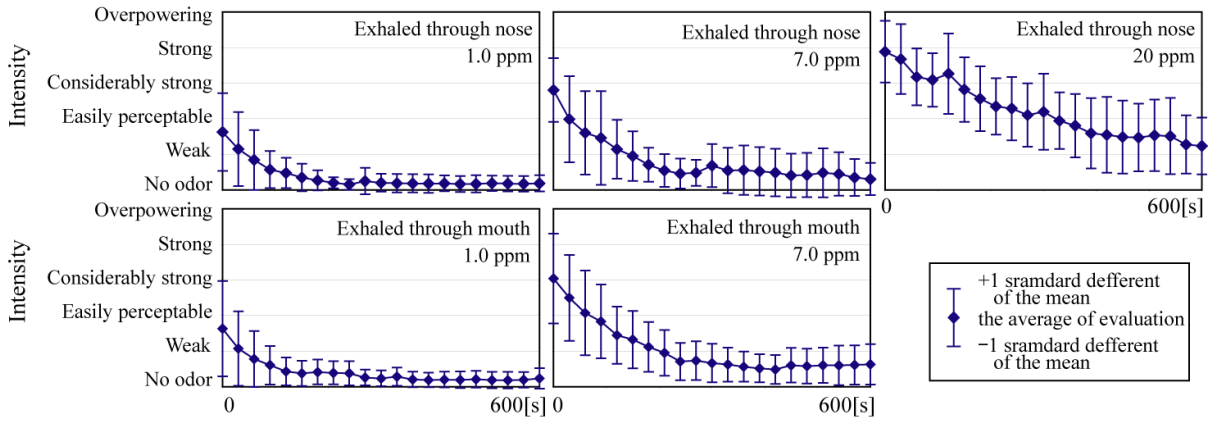 Intensity
Overpowering
Strong
Considerably strong
Easily perceptable
Weak
No odor
Exhaled through nose
1.0 ppm
Exhaled through nose
7.0 ppm
Exhaled through nose
20 ppm
0
600[s]
Intensity
Overpowering
Strong
Considerably strong
Easily perceptable
Weak
No odor
Exhaled through mouth
1.0 ppm
0
600[s]
Exhaled through mouth
7.0 ppm
0
600[s]
+1 sramdard defferent
of the mean
the average of evaluation
−1 sramdard defferent
of the mean